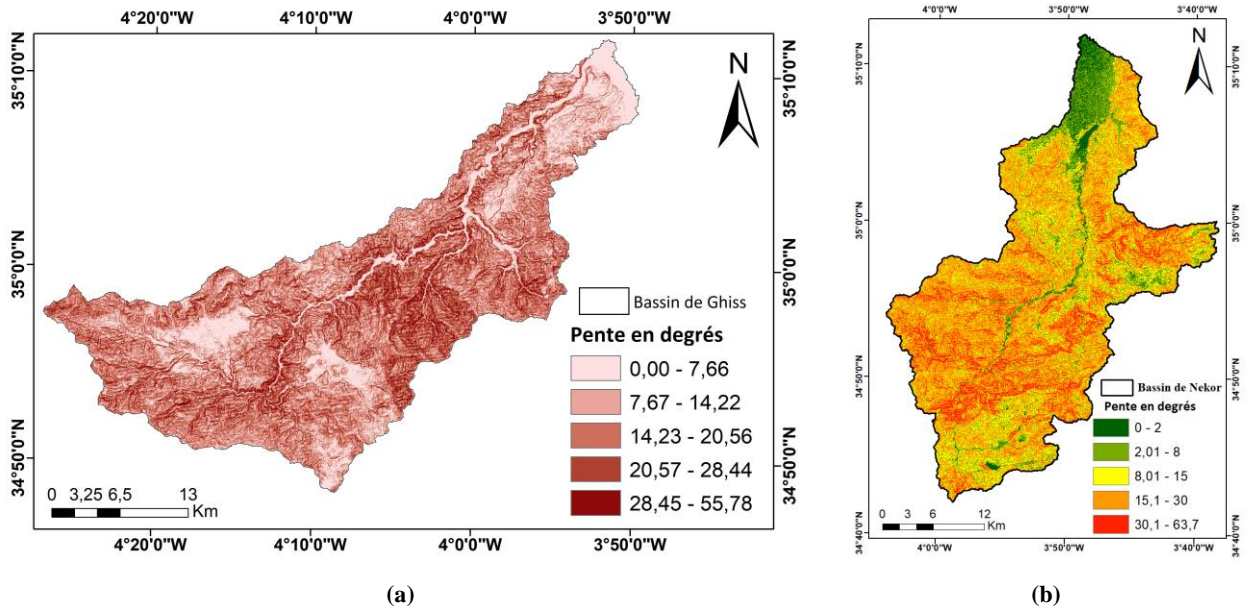 4°20'0"W 4°10'0"W 4°0'0"W 3°50'0"W
35°10'0"N
35°0'0"N
34°50'0"N
N
35°10'0"N
35°0'0"N
34°50'0"N
Bassin de Ghiss
Pente en degrés
0,00 - 7,66
7,67 - 14,22
14,23 - 20,56
20,57 - 28,44
28,45 - 55,78
0 3,25 6,5 13
Km
4°20'0"W 4°10'0"W 4°0'0"W 3°50'0"W
(a)
4°0'0"W 3°50'0"W 3°40'0"W
35°10'0"N
35°0'0"N
34°50'0"N
34°40'0"N
N
35°10'0"N
35°0'0"N
34°50'0"N
34°40'0"N
Bassin de Nekor
Pente en degrés
0 - 2
2,01 - 8
8,01 - 15
15,1 - 30
30,1 - 63,7
0 3 6 12
Km
4°0'0"W 3°50'0"W 3°40'0"W
(b)